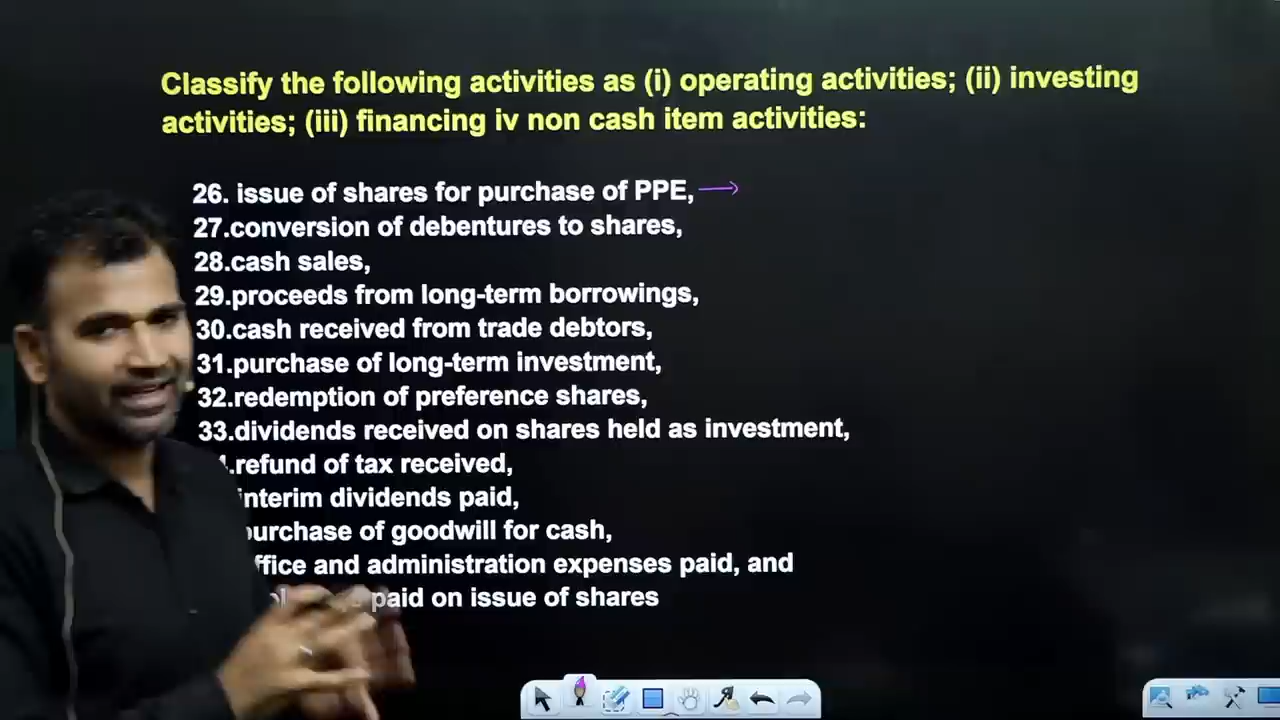 Classify the following activities as (i) operating activities; (ii) investing
activities; (iii) financing iv non cash item activities:
26. issue of shares for purchase of PPE,
27.conversion of debentures to shares,
28.cash sales,
29.proceeds from long-term borrowings,
30.cash received from trade debtors,
31.purchase of long-term investment,
32.redemption of preference shares,
33.dividends received on shares held as investment,
.refund of tax received,
interim dividends paid,
purchase of goodwill for cash,
office and administration expenses paid, and
paid on issue of shares